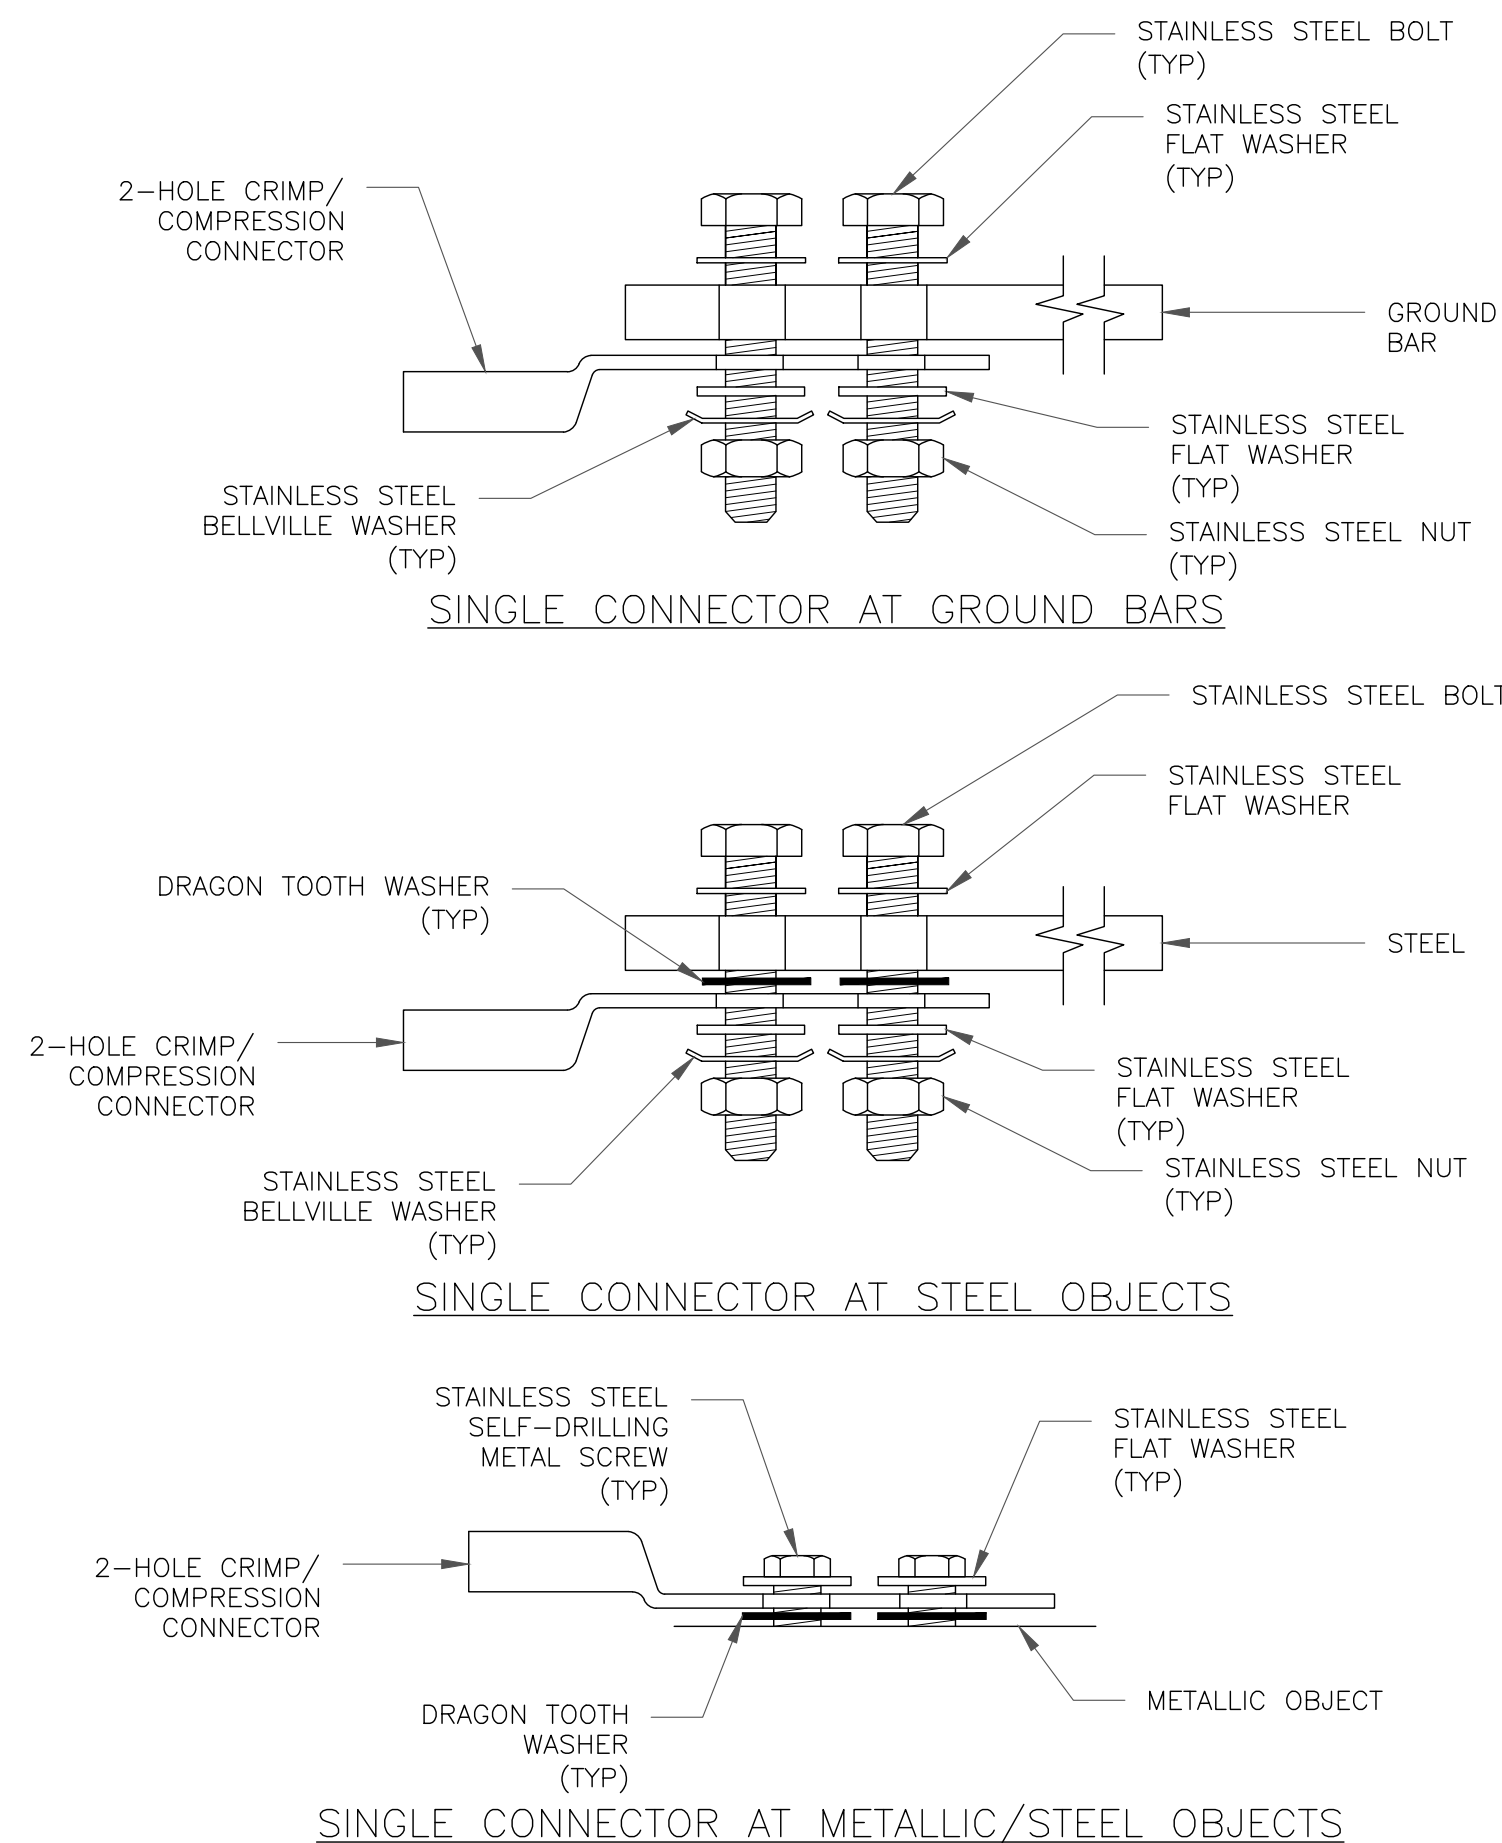 STAINLESS STEEL BOLT
(TYP)
STAINLESS STEEL
FLAT WASHER
(TYP)
2-HOLE CRIMP/
COMPRESSION
CONNECTOR
GROUND
BAR
STAINLESS STEEL
FLAT WASHER
(TYP)
STAINLESS STEEL
BELLVILLE WASHER
(TYP)
STAINLESS STEEL NUT
(TYP)
SINGLE CONNECTOR AT GROUND BARS
STAINLESS STEEL BOLT
STAINLESS STEEL
FLAT WASHER
DRAGON TOOTH WASHER
(TYP)
STEEL
2-HOLE CRIMP/
COMPRESSION
CONNECTOR
STAINLESS STEEL
FLAT WASHER
(TYP)
STAINLESS STEEL NUT
(TYP)
STAINLESS STEEL
BELLVILLE WASHER
(TYP)
SINGLE CONNECTOR AT STEEL OBJECTS
STAINLESS STEEL
SELF-DRILLING
METAL SCREW
(TYP)
STAINLESS STEEL
FLAT WASHER
(TYP)
2-HOLE CRIMP/
COMPRESSION
CONNECTOR
METALLIC OBJECT
DRAGON TOOTH
WASHER
(TYP)
SINGLE CONNECTOR AT METALLIC/STEEL OBJECTS